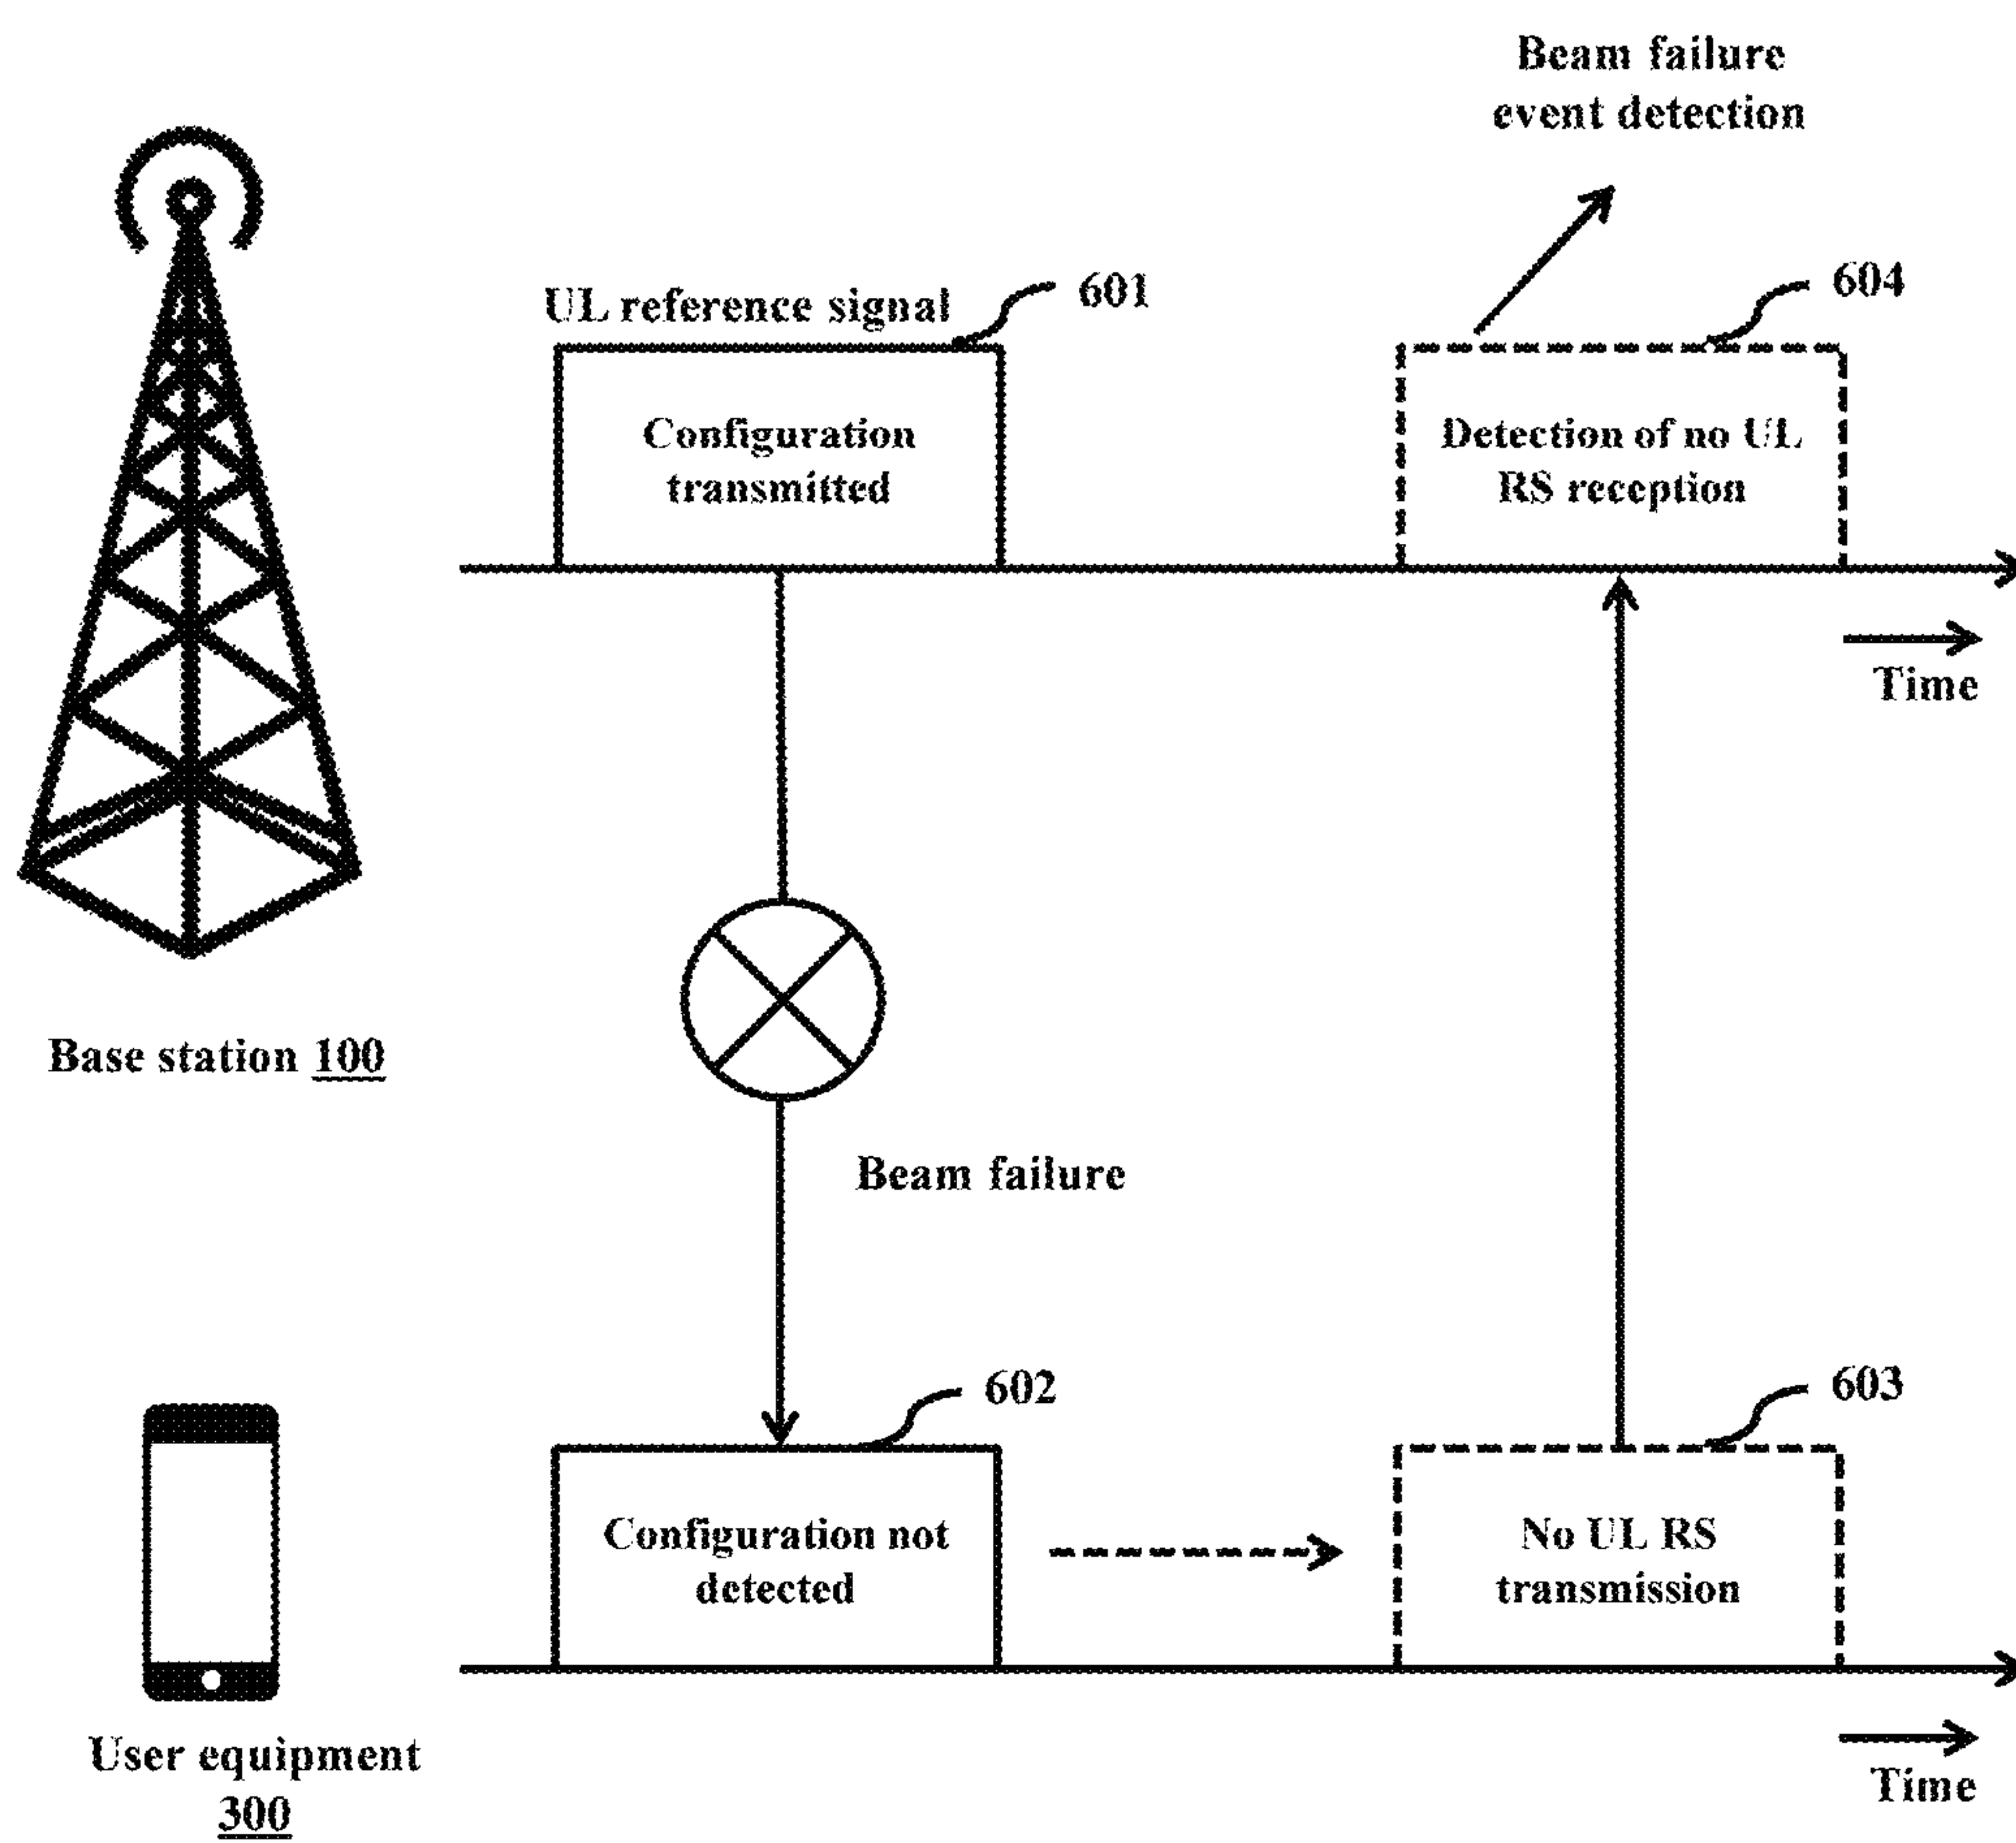 Beam failure
event detection
UL reference signal
601
604
Configuration
transmitted
Detection of no UL
RS reception
Time
Base station 100
Beam failure
602
603
Configuration not
detected
No UL RS
transmission
User equipment
300
Time